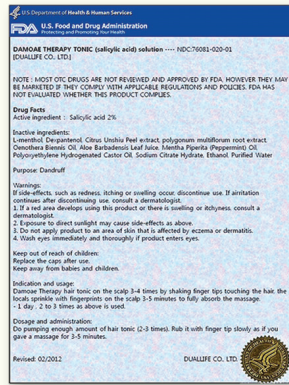 U.S. Department of Health & Human Services
FDA U.S. Food and Drug Administration
Protecting and Promoting Your Health
DAMOAE THERAPY TONIC (salicylic acid) solution ---- NDC:76081-020-01
[DUALLIFE CO. LTD.]
NOTE : MOST OTC DRUGS ARE NOT REVIEWED AND APPROVED BY FDA, HOWEVER THEY MAY
BE MARKETED IF THEY COMPLY WITH APPLICABLE REGULATIONS AND POLICIES. FDA HAS
NOT EVALUATED WHETHER THIS PRODUCT COMPLIES.
Drug Facts
Active ingredient : Salicylic acid 2%
Inactive ingredients:
L-menthol, De-pantenol, Citrus Unshiu Peel extract, polygonum multiflorum root extract,
Oenothera Biennis Oil, Aloe Barbadensis Leaf Juice, Mentha Piperita (Peppermint) Oil,
Polyoxyethylene Hydrogenated Castor Oil, Sodium Citrate Hydrate, Ethanol, Purified Water
Purpose: Dandruff
Warnings:
If side-effects, such as redness, itching or swelling occur, discontinue use. If airritation
continues after discontinuing use, consult a dermatologist.
1. If a red area develops using this product or there is swelling or itchyness, consult a
dermatologist.
2. Exposure to direct sunlight may cause side-effects as above.
3. Do not apply product to an area of skin that is affected by eczema or dermatitis.
4. Wash eyes immediately and thoroughly if product enters eyes.
Keep out of reach of children:
Replace the caps after use.
Keep away from babies and children.
Indication and usage:
Damoae Therapy hair tonic on the scalp 3-4 times by shaking finger tips touching the hair, the
locals sprinkle with fingerprints on the scalp 3-5 minutes to fully absorb the massage.
- 1 day , 2 to 3 times as above is used.
Dosage and administration:
Do pumping enough amount of hair tonic (2-3 times). Rub it with finger tip slowly as if you
gave a massage for 3-5 minutes.
Revised: 02/2012
DUALLIFE CO. LTD.